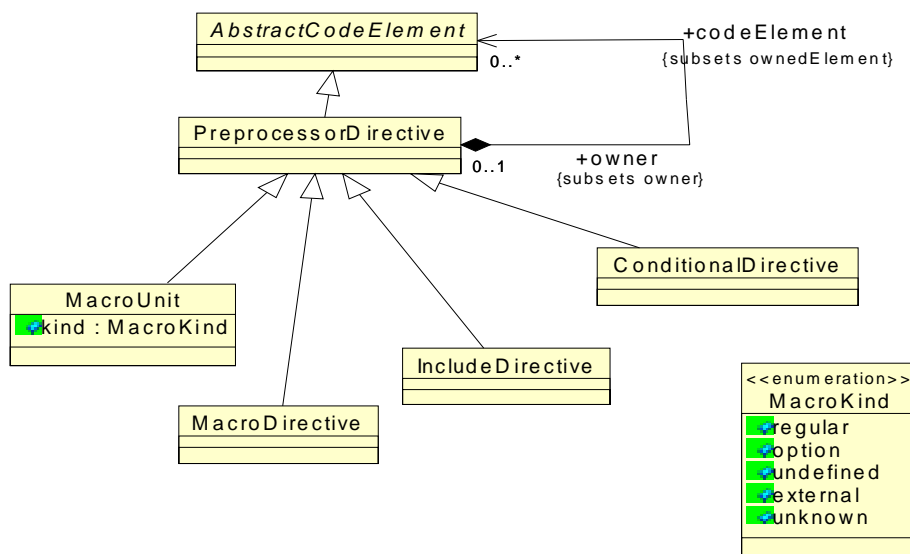 AbstractCodeElement
+codeElement
0..*
{subsets ownedElement}
PreprocessorDirective
+owner
0..1
{subsets owner}
ConditionalDirective
MacroUnit
kind : MacroKind
IncludeDirective
MacroDirective
<<enumeration>>
MacroKind
regular
option
undefined
external
unknown